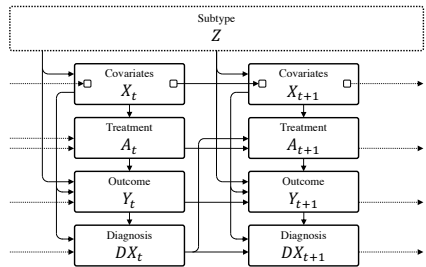 Subtype
Z
Covariates
X_t
Covariates
X_{t+1}
Treatment
A_t
Treatment
A_{t+1}
Outcome
Y_t
Outcome
Y_{t+1}
Diagnosis
DX_t
Diagnosis
DX_{t+1}